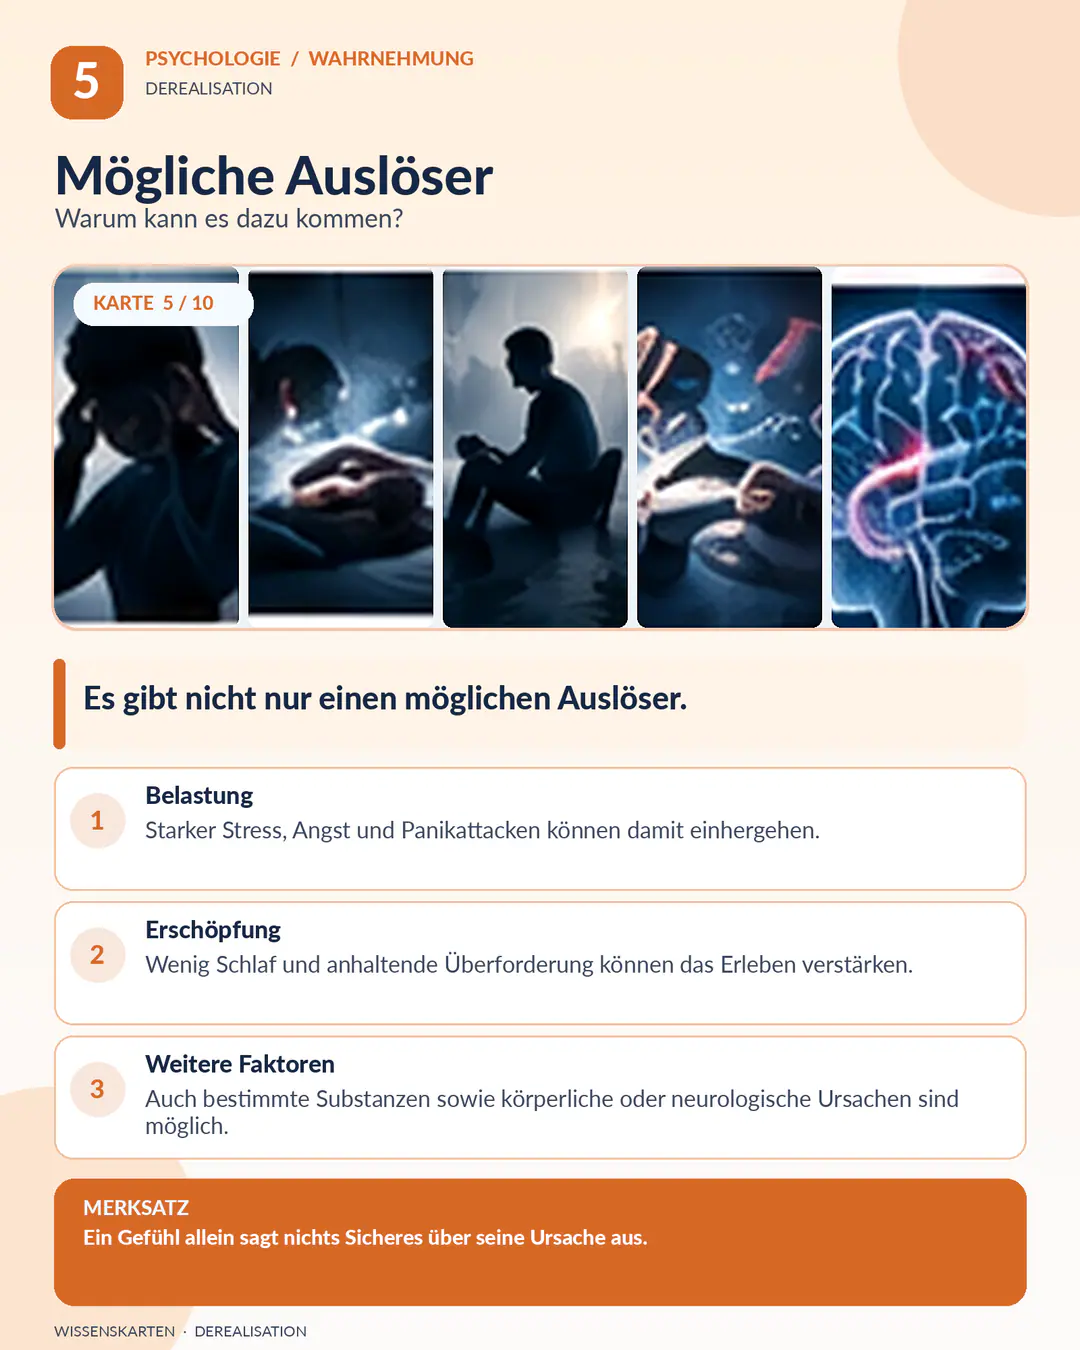 5
PSYCHOLOGIE / WAHRNEHMUNG
DEREALISATION
Mögliche Auslöser
Warum kann es dazu kommen?
KARTE 5 / 10
Es gibt nicht nur einen möglichen Auslöser.
1
Belastung
Starker Stress, Angst und Panikattacken können damit einhergehen.
2
Erschöpfung
Wenig Schlaf und anhaltende Überforderung können das Erleben verstärken.
3
Weitere Faktoren
Auch bestimmte Substanzen sowie körperliche oder neurologische Ursachen sind
möglich.
MERKSATZ
Ein Gefühl allein sagt nichts Sicheres über seine Ursache aus.
WISSENSKARTEN · DEREALISATION